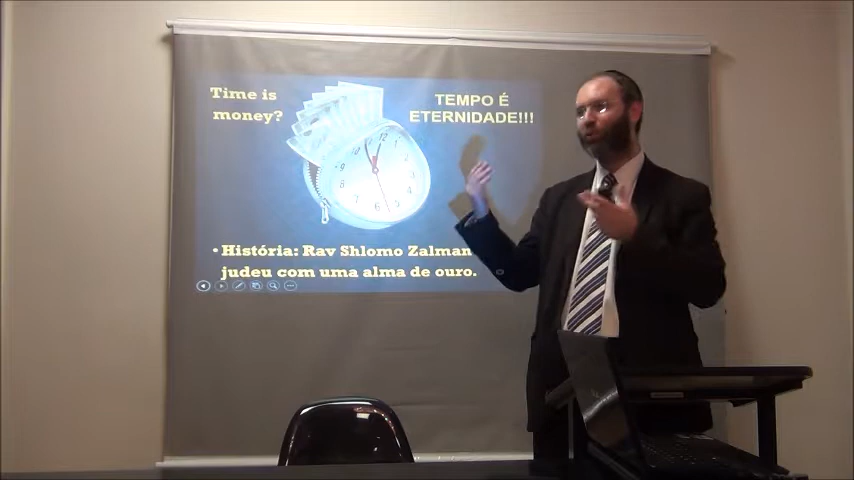 Time is
money?
TEMPO É
ETERNIDADE!!!
• História: Rav Shlomo Zalman
judeu com uma alma de ouro.